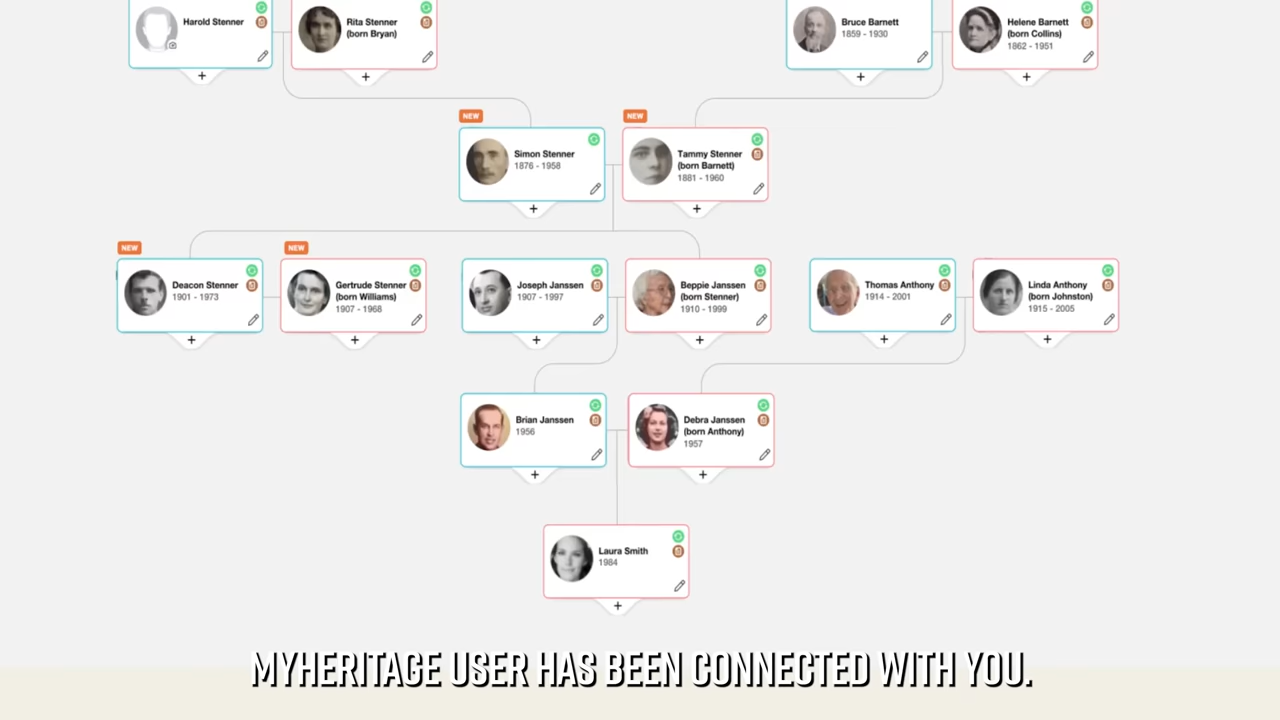 Harold Stenner
Rita Stenner
(born Bryan)
Bruce Barnett
1859 - 1930
Helene Barnett
(born Collins)
1862 - 1951
NEW
Simon Stenner
1876 - 1958
NEW
Tammy Stenner
(born Barnett)
1881 - 1960
NEW
Deacon Stenner
1901 - 1973
NEW
Gertrude Stenner
(born Williams)
1907 - 1968
Joseph Janssen
1907 - 1997
Beppie Janssen
(born Stenner)
1910 - 1999
Thomas Anthony
1914 - 2001
Linda Anthony
(born Johnston)
1915 - 2005
Brian Janssen
1956
Debra Janssen
(born Anthony)
1957
Laura Smith
1984
MYHERITAGE USER HAS BEEN CONNECTED WITH YOU.